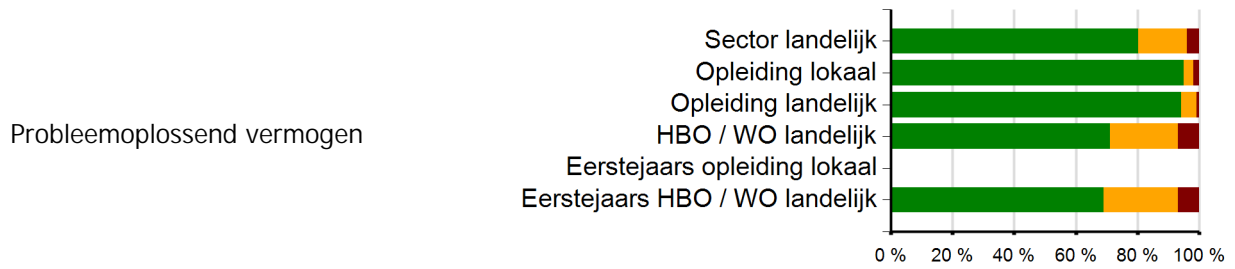 Probleemoplossend vermogen
Sector landelijk
Opleiding lokaal
Opleiding landelijk
HBO / WO landelijk
Eerstejaars opleiding lokaal
Eerstejaars HBO / WO landelijk
0 % 20 % 40 % 60 % 80 % 100 %